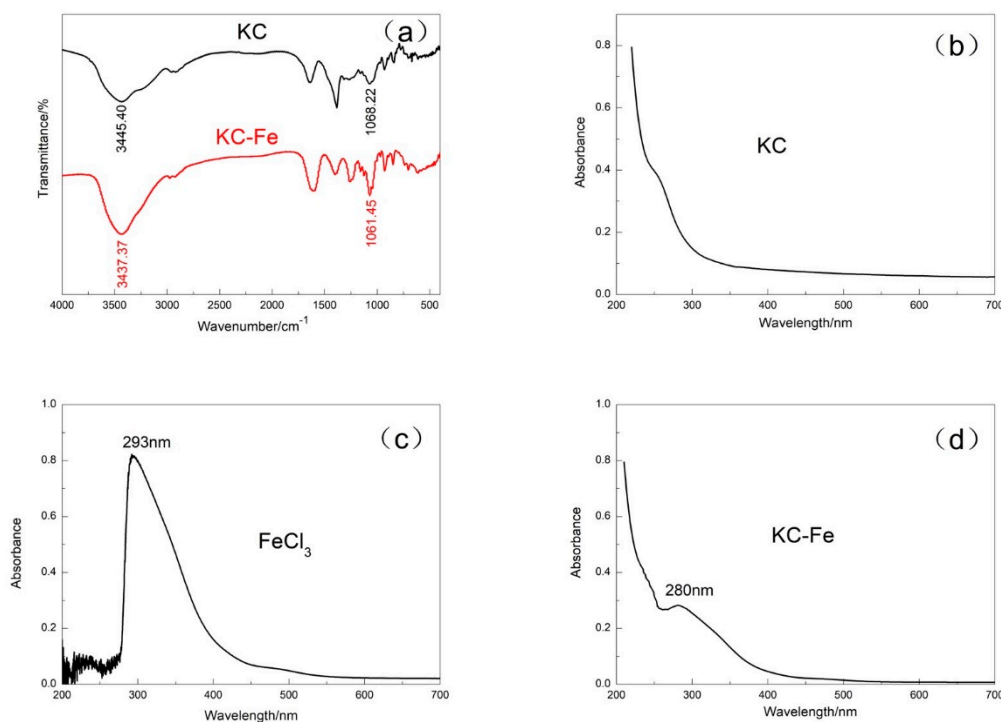 (a)
KC
3445.40
1068.22
KC-Fe
3437.37
1061.45
Transmittance/%
4000 3500 3000 2500 2000 1500 1000 500
Wavenumber/cm⁻¹
(b)
KC
Absorbance
0.8
0.6
0.4
0.2
0.0
200 300 400 500 600 700
Wavelength/nm
(c)
293nm
FeCl₃
Absorbance
1.0
0.8
0.6
0.4
0.2
0.0
200 300 400 500 600 700
Wavelength/nm
(d)
KC-Fe
280nm
Absorbance
1.0
0.8
0.6
0.4
0.2
0.0
200 300 400 500 600 700
Wavelength/nm